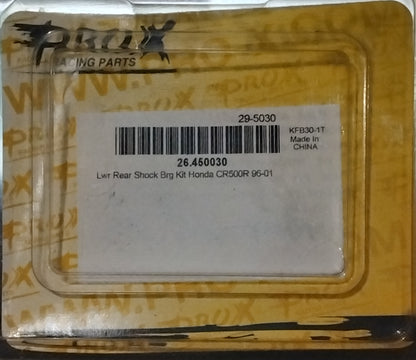 PROX
RACING PARTS
29-5030
KFB30-1T
Made In
CHINA
26.450030
Lwr Rear Shock Brg Kit Honda CR500R 96-01